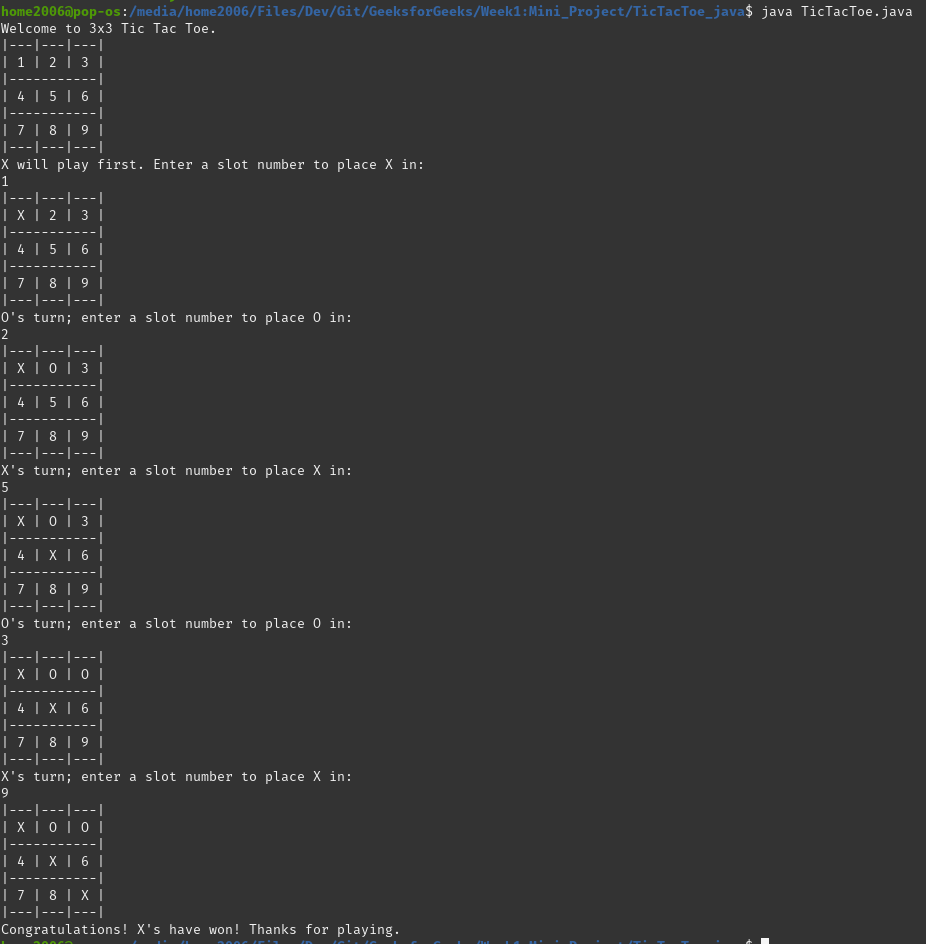 home2006@pop-os:/media/home2006/Files/Dev/Git/GeeksforGeeks/Week1:Mini_Project/TicTacToe_java$ java TicTacToe.java
Welcome to 3x3 Tic Tac Toe.
|---|---|---|
| 1 | 2 | 3 |
|-----------|
| 4 | 5 | 6 |
|-----------|
| 7 | 8 | 9 |
|---|---|---|
X will play first. Enter a slot number to place X in:
1
|---|---|---|
| X | 2 | 3 |
|-----------|
| 4 | 5 | 6 |
|-----------|
| 7 | 8 | 9 |
|---|---|---|
O's turn; enter a slot number to place O in:
2
|---|---|---|
| X | O | 3 |
|-----------|
| 4 | 5 | 6 |
|-----------|
| 7 | 8 | 9 |
|---|---|---|
X's turn; enter a slot number to place X in:
5
|---|---|---|
| X | O | 3 |
|-----------|
| 4 | X | 6 |
|-----------|
| 7 | 8 | 9 |
|---|---|---|
O's turn; enter a slot number to place O in:
3
|---|---|---|
| X | O | O |
|-----------|
| 4 | X | 6 |
|-----------|
| 7 | 8 | 9 |
|---|---|---|
X's turn; enter a slot number to place X in:
9
|---|---|---|
| X | O | O |
|-----------|
| 4 | X | 6 |
|-----------|
| 7 | 8 | X |
|---|---|---|
Congratulations! X's have won! Thanks for playing.